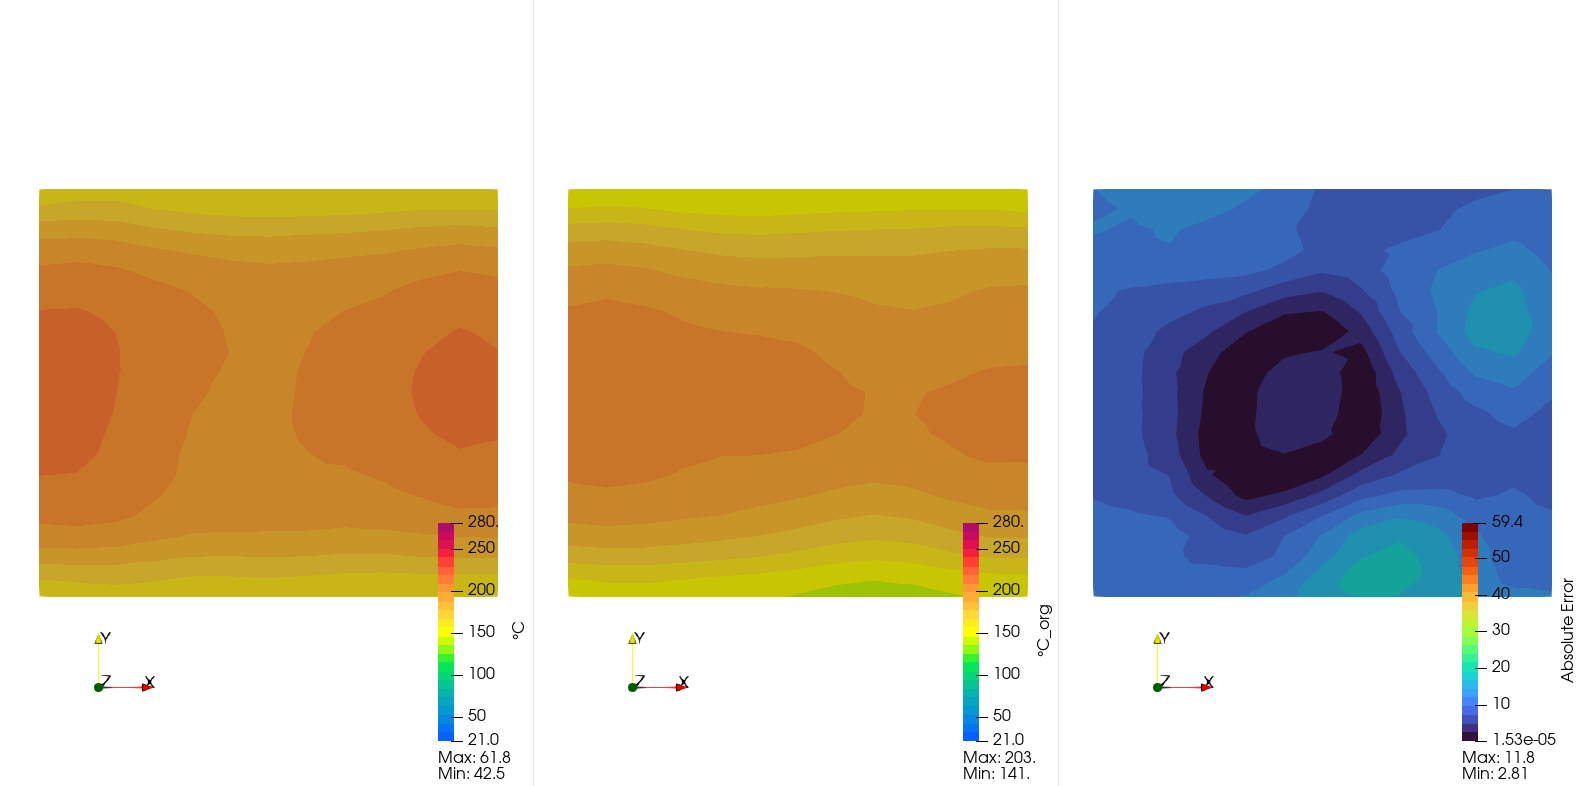 280.
250
200
150
100
50
21.0
°C
Max: 61.8
Min: 42.5
Y
Z
X
280.
250
200
150
100
50
21.0
°C_org
Max: 203.
Min: 141.
Y
Z
X
59.4
50
40
30
20
10
1.53e-05
Absolute Error
Max: 11.8
Min: 2.81
Y
Z
X